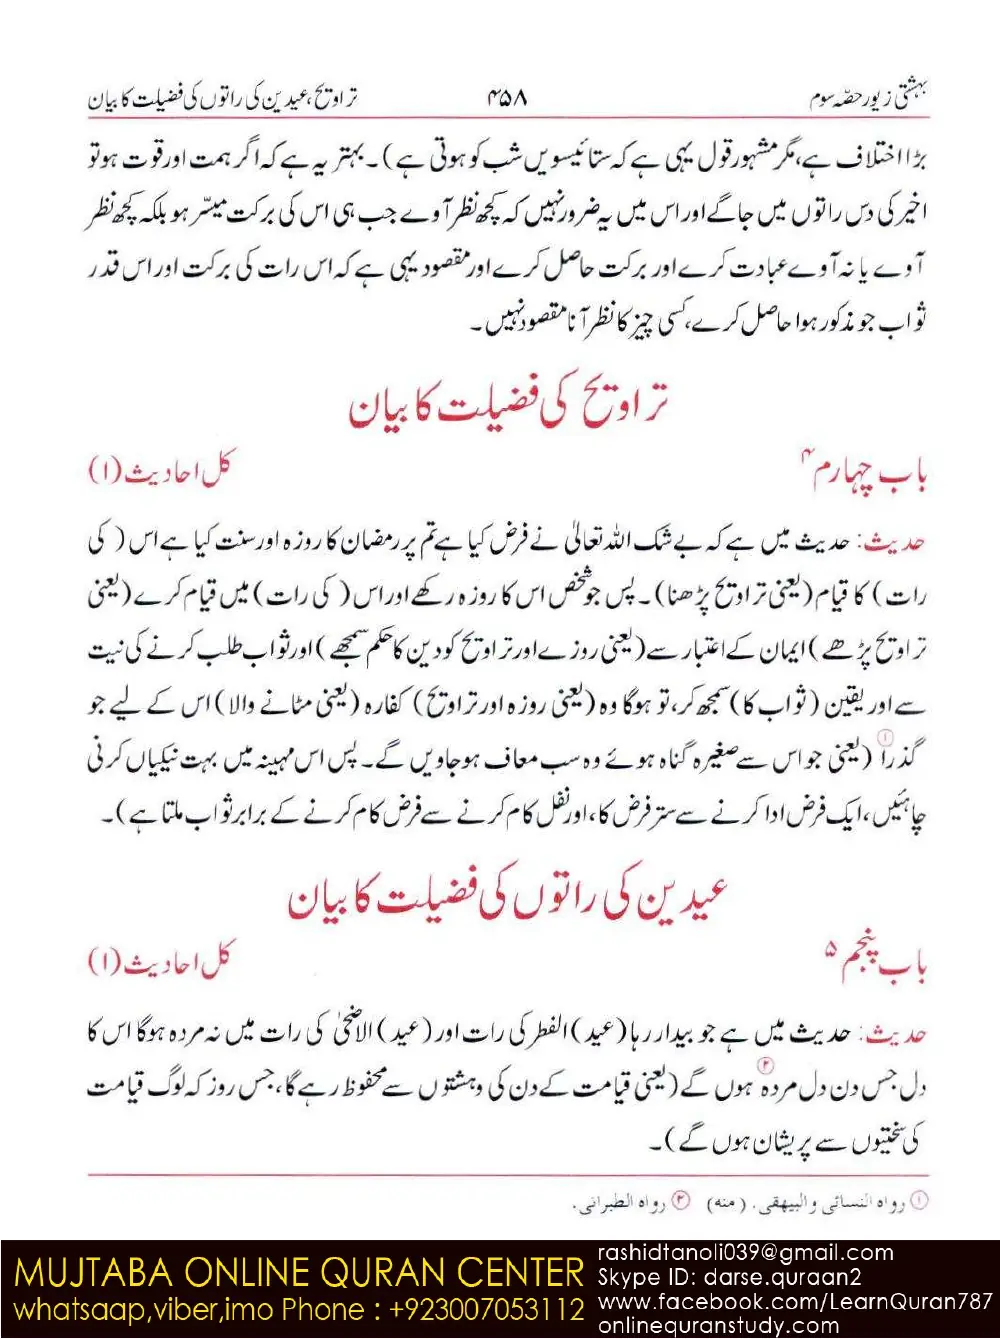 بہشتی زیور حصّہ سوم
۴۵۸
تراویح، عیدین کی راتوں کی فضیلت کا بیان
بڑا اختلاف ہے، مگر مشہور قول یہی ہے کہ ستائیسویں شب کو ہوتی ہے)۔ بہتر یہ ہے کہ اگر ہمت اور قوت ہو تو
اخیر کی دس راتوں میں جاگے اور اس میں یہ ضرور نہیں کہ کچھ نظر آوے جب ہی اس کی برکت میسّر ہو بلکہ کچھ نظر
آوے یا نہ آوے عبادت کرے اور برکت حاصل کرے اور مقصود یہی ہے کہ اس رات کی برکت اور اس قدر
ثواب جو مذکور ہوا حاصل کرے، کسی چیز کا نظر آنا مقصود نہیں۔
تراویح کی فضیلت کا بیان
باب چہارم ۴
کل احادیث (۱)
حدیث: حدیث میں ہے کہ بے شک اللہ تعالیٰ نے فرض کیا ہے تم پر رمضان کا روزہ اور سنت کیا ہے اس ( کی
رات) کا قیام (یعنی تراویح پڑھنا)۔ پس جو شخص اس کا روزہ رکھے اور اس ( کی رات) میں قیام کرے (یعنی
تراویح پڑھے) ایمان کے اعتبار سے (یعنی روزے اور تراویح کو دین کا حکم سمجھے) اور ثواب طلب کرنے کی نیت
سے اور یقین (ثواب کا) سمجھ کر، تو ہوگا وہ (یعنی روزہ اور تراویح) کفارہ (یعنی مٹانے والا) اس کے لیے جو
گذرا ۱ (یعنی جو اس سے صغیرہ گناہ ہوئے وہ سب معاف ہو جاویں گے۔ پس اس مہینہ میں بہت نیکیاں کرنی
چاہئیں، ایک فرض ادا کرنے سے ستر فرض کا، اور نفل کام کرنے سے فرض کام کرنے کے برابر ثواب ملتا ہے)۔
عیدین کی راتوں کی فضیلت کا بیان
باب پنجم ۵
کل احادیث (۱)
حدیث: حدیث میں ہے جو بیدار رہا (عید) الفطر کی رات اور (عید) الاضحیٰ کی رات میں نہ مردہ ہوگا اس کا
دل جس دن دل مردہ ۲ ہوں گے (یعنی قیامت کے دن کی دہشتوں سے محفوظ رہے گا، جس روز کہ لوگ قیامت
کی سختیوں سے پریشان ہوں گے)۔
۱ رواہ النسائی والبیهقی. (منه) ۲ رواہ الطبرانی.
MUJTABA ONLINE QURAN CENTER
whatsaap,viber,imo Phone : +923007053112
rashidtanoli039@gmail.com
Skype ID: darse.quraan2
www.facebook.com/LearnQuran787
onlinequranstudy.com